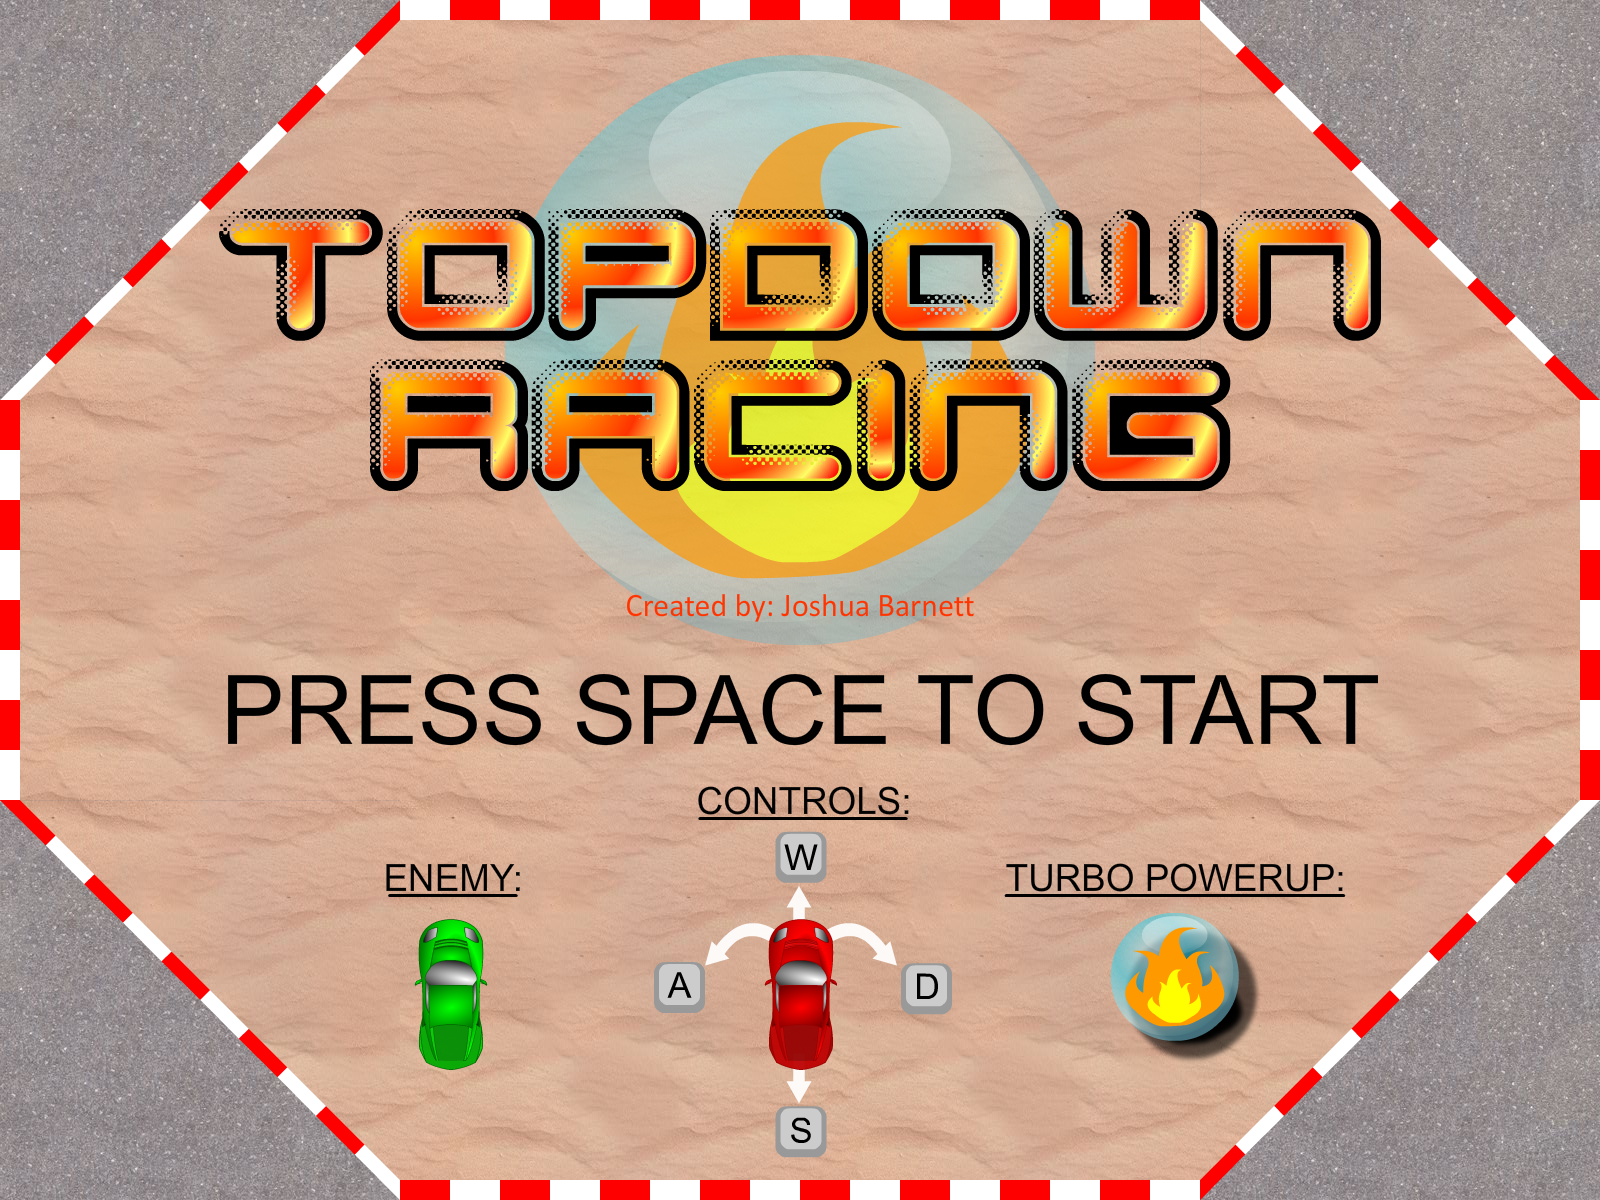 TOPDOWN
RACING
Created by: Joshua Barnett
PRESS SPACE TO START
CONTROLS:
W
ENEMY:
TURBO POWERUP:
A
D
S